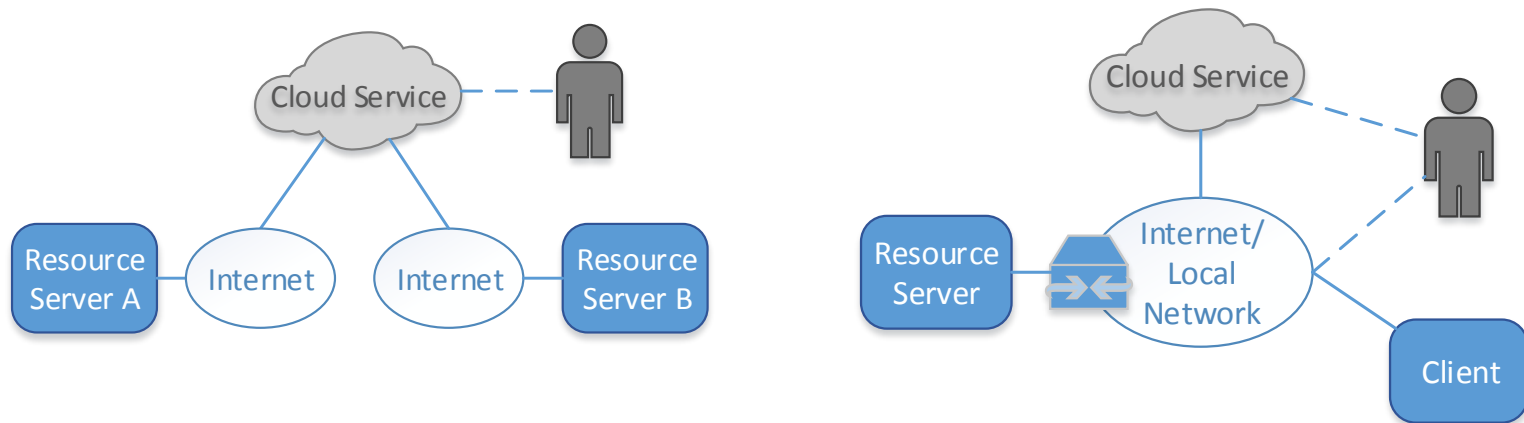 Cloud Service
Resource
Server A
Internet
Internet
Resource
Server B
Cloud Service
Resource
Server
Internet/
Local
Network
Client